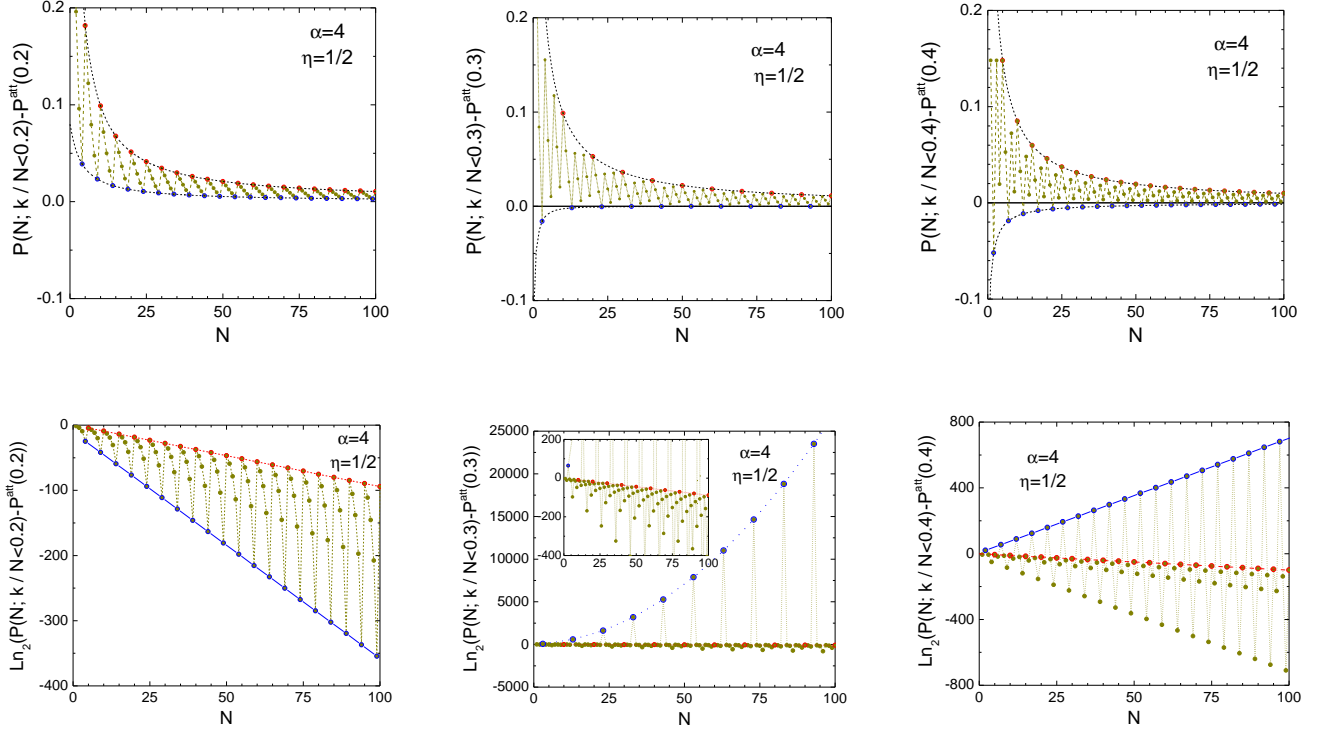 P(N; k / N<0.2)-P^att(0.2)
0.2
0.1
0.0
-0.1
α=4
η=1/2
0 25 50 75 100
N
P(N; k / N<0.3)-P^att(0.3)
0.2
0.1
0.0
-0.1
α=4
η=1/2
0 25 50 75 100
N
P(N; k / N<0.4)-P^att(0.4)
0.2
0.1
0
-0.1
α=4
η=1/2
0 25 50 75 100
N
Ln₂(P(N; k / N<0.2)-P^att(0.2))
0
-100
-200
-300
-400
α=4
η=1/2
0 25 50 75 100
N
Ln₂(P(N; k / N<0.3)-P^att(0.3))
25000
20000
15000
10000
5000
0
-5000
200
0
-200
-400
0 25 50 75 100
α=4
η=1/2
0 25 50 75 100
N
Ln₂(P(N; k / N<0.4)-P^att(0.4))
800
400
0
-400
-800
α=4
η=1/2
0 25 50 75 100
N